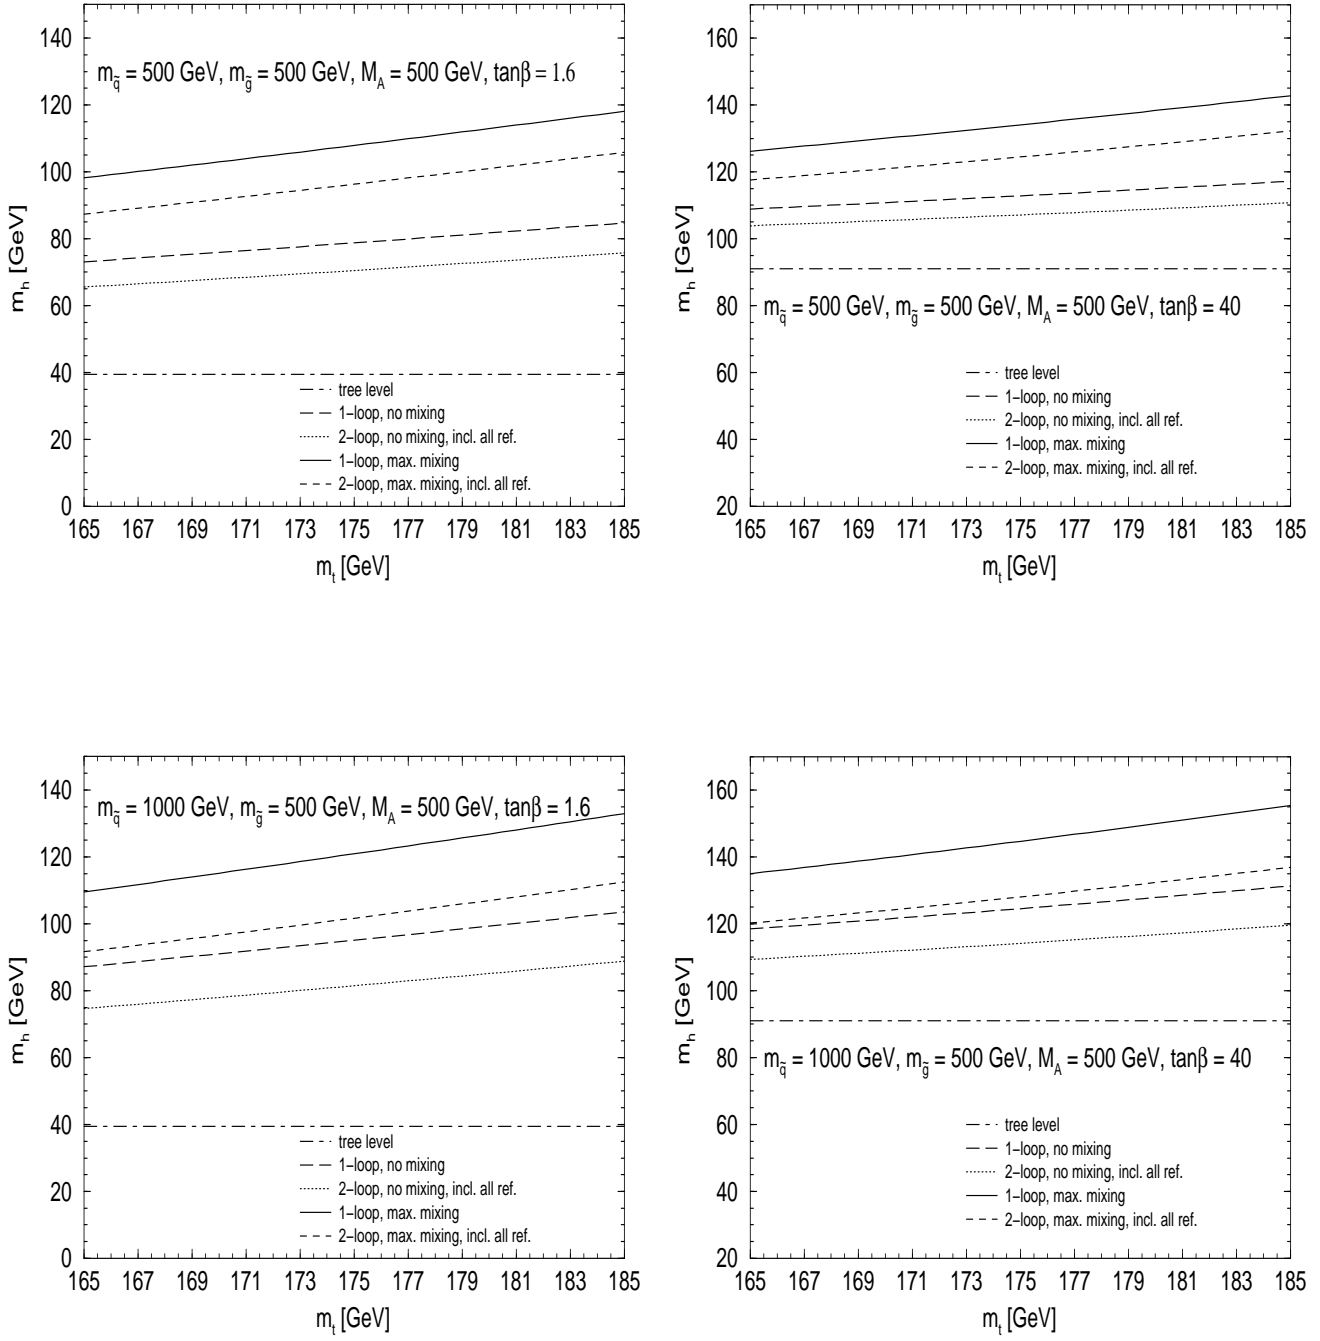 140
120
100
80
60
40
20
0
m_h [GeV]
m_q̃ = 500 GeV, m_g̃ = 500 GeV, M_A = 500 GeV, tanβ = 1.6
tree level
1−loop, no mixing
2−loop, no mixing, incl. all ref.
1−loop, max. mixing
2−loop, max. mixing, incl. all ref.
165 167 169 171 173 175 177 179 181 183 185
m_t [GeV]
160
140
120
100
80
60
40
20
m_h [GeV]
m_q̃ = 500 GeV, m_g̃ = 500 GeV, M_A = 500 GeV, tanβ = 40
tree level
1−loop, no mixing
2−loop, no mixing, incl. all ref.
1−loop, max. mixing
2−loop, max. mixing, incl. all ref.
165 167 169 171 173 175 177 179 181 183 185
m_t [GeV]
140
120
100
80
60
40
20
0
m_h [GeV]
m_q̃ = 1000 GeV, m_g̃ = 500 GeV, M_A = 500 GeV, tanβ = 1.6
tree level
1−loop, no mixing
2−loop, no mixing, incl. all ref.
1−loop, max. mixing
2−loop, max. mixing, incl. all ref.
165 167 169 171 173 175 177 179 181 183 185
m_t [GeV]
160
140
120
100
80
60
40
20
m_h [GeV]
m_q̃ = 1000 GeV, m_g̃ = 500 GeV, M_A = 500 GeV, tanβ = 40
tree level
1−loop, no mixing
2−loop, no mixing, incl. all ref.
1−loop, max. mixing
2−loop, max. mixing, incl. all ref.
165 167 169 171 173 175 177 179 181 183 185
m_t [GeV]